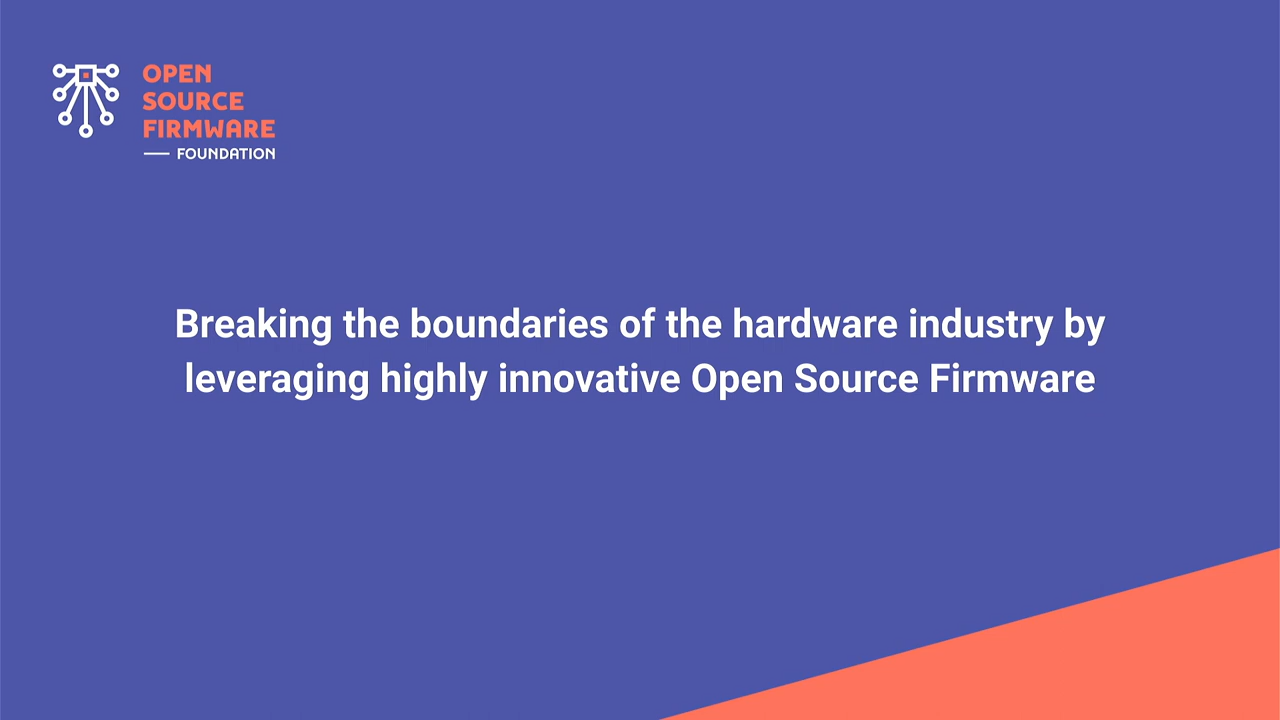 OPEN
SOURCE
FIRMWARE
FOUNDATION
Breaking the boundaries of the hardware industry by
leveraging highly innovative Open Source Firmware